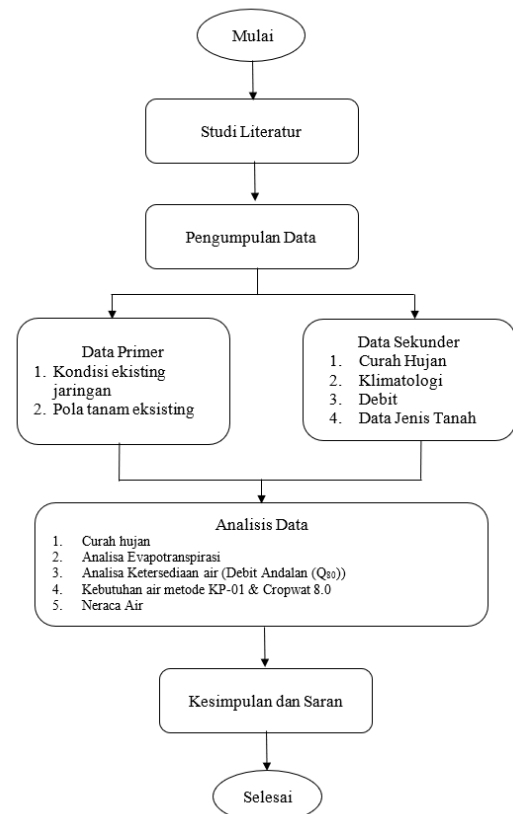 Mulai
Studi Literatur
Pengumpulan Data
Data Primer
1. Kondisi ekisting
jaringan
2. Pola tanam eksisting
Data Sekunder
1. Curah Hujan
2. Klimatologi
3. Debit
4. Data Jenis Tanah
Analisis Data
1. Curah hujan
2. Analisa Evapotranspirasi
3. Analisa Ketersediaan air (Debit Andalan (Q₈₀))
4. Kebutuhan air metode KP-01 & Cropwat 8.0
5. Neraca Air
Kesimpulan dan Saran
Selesai